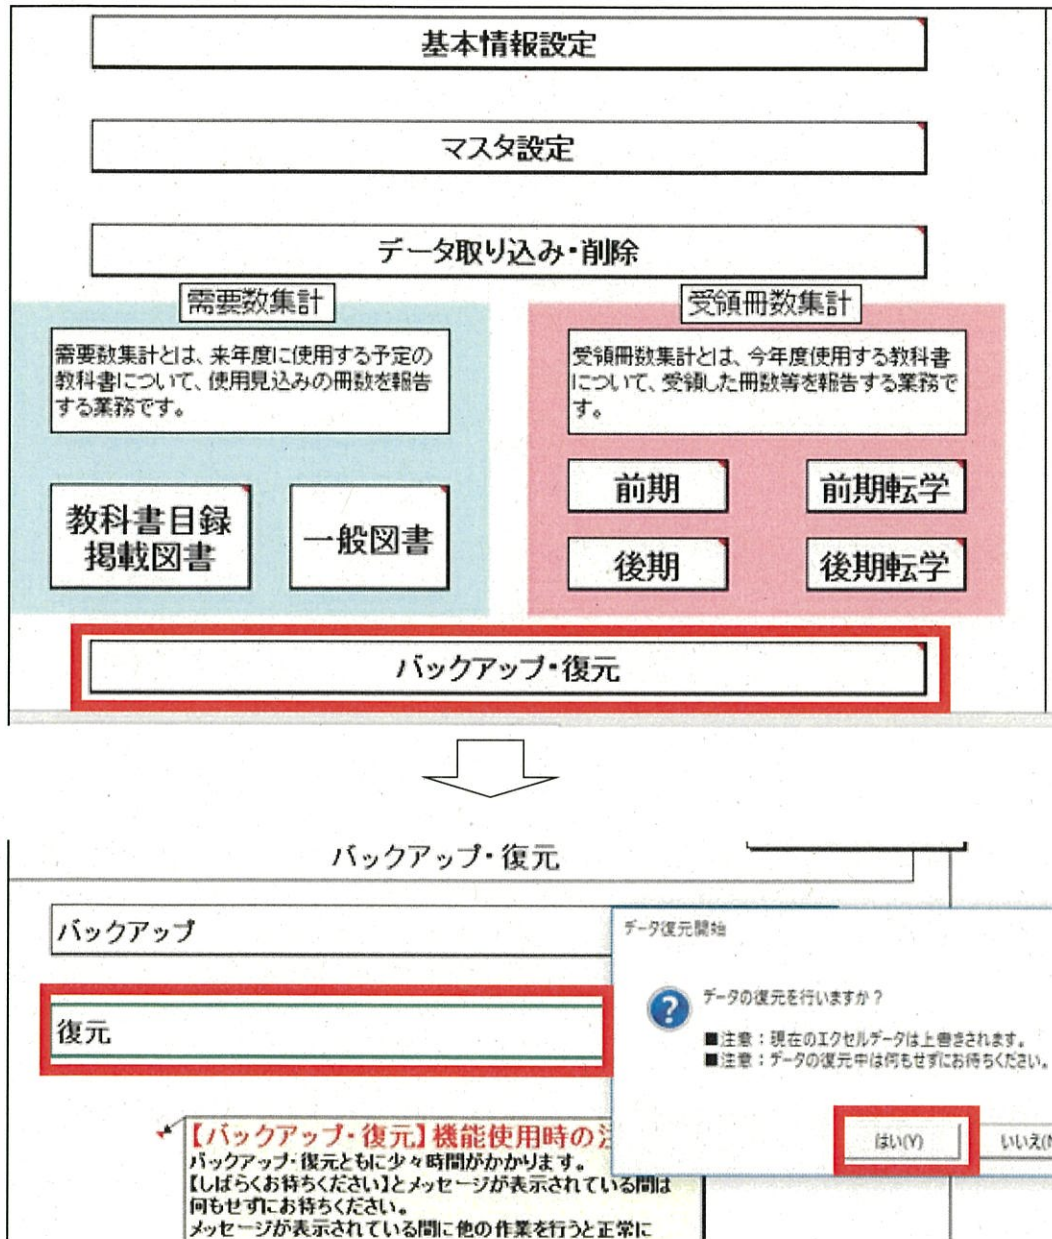 基本情報設定
マスタ設定
データ取り込み・削除
需要数集計
需要数集計とは、来年度に使用する予定の
教科書について、使用見込みの冊数を報告
する業務です。
教科書目録
掲載図書
一般図書
受領冊数集計
受領冊数集計とは、今年度使用する教科書
について、受領した冊数等を報告する業務で
す。
前期
前期転学
後期
後期転学
バックアップ・復元
バックアップ・復元
バックアップ
復元
データ復元開始
データの復元を行いますか？
■注意：現在のエクセルデータは上書きされます。
■注意：データの復元中は何もせずにお待ちください。
はい(Y)
いいえ(N
【バックアップ・復元】機能使用時の注
バックアップ・復元ともに少々時間がかかります。
【しばらくお待ちください】とメッセージが表示されている間は
何もせずにお待ちください。
メッセージが表示されている間に他の作業を行うと正常に